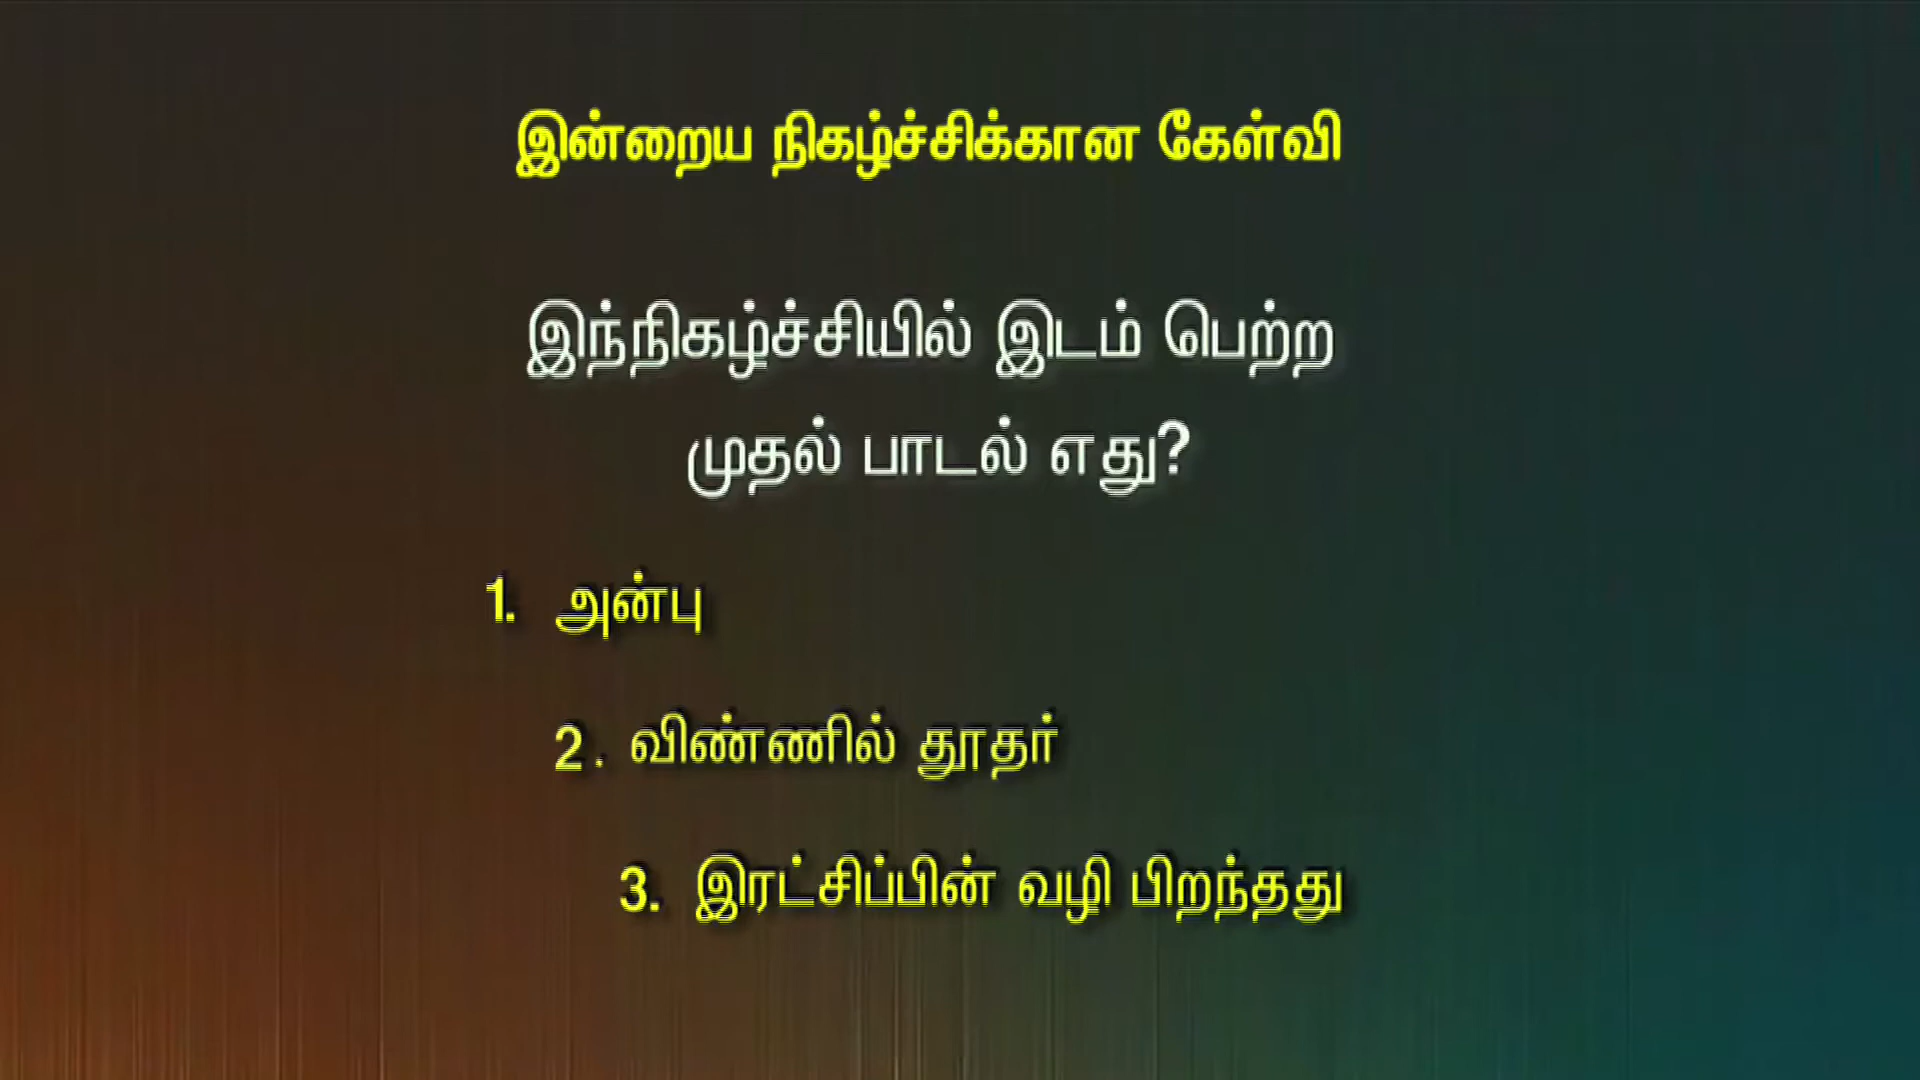 இன்றைய நிகழ்ச்சிக்கான கேள்வி
இந்நிகழ்ச்சியில் இடம் பெற்ற
முதல் பாடல் எது?
1. அன்பு
2. விண்ணில் தூதர்
3. இரட்சிப்பின் வழி பிறந்தது